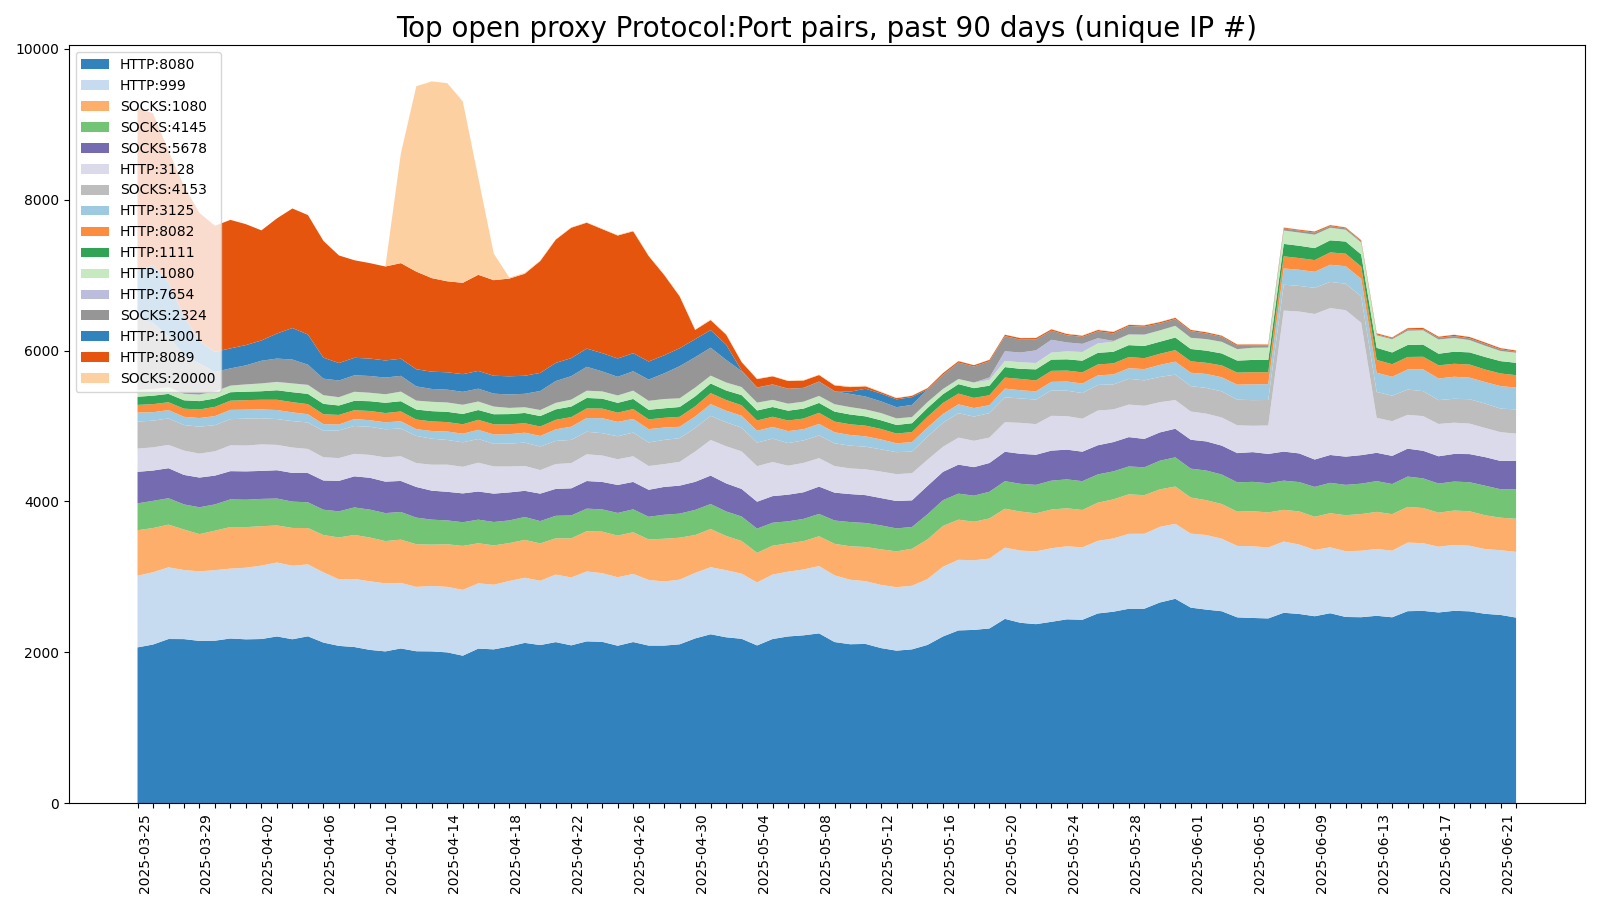 Top open proxy Protocol:Port pairs, past 90 days (unique IP #)
10000
8000
6000
4000
2000
0
HTTP:8080
HTTP:999
SOCKS:1080
SOCKS:4145
SOCKS:5678
HTTP:3128
SOCKS:4153
HTTP:3125
HTTP:8082
HTTP:1111
HTTP:1080
HTTP:7654
SOCKS:2324
HTTP:13001
HTTP:8089
SOCKS:20000
2025-03-25
2025-03-29
2025-04-02
2025-04-06
2025-04-10
2025-04-14
2025-04-18
2025-04-22
2025-04-26
2025-04-30
2025-05-04
2025-05-08
2025-05-12
2025-05-16
2025-05-20
2025-05-24
2025-05-28
2025-06-01
2025-06-05
2025-06-09
2025-06-13
2025-06-17
2025-06-21